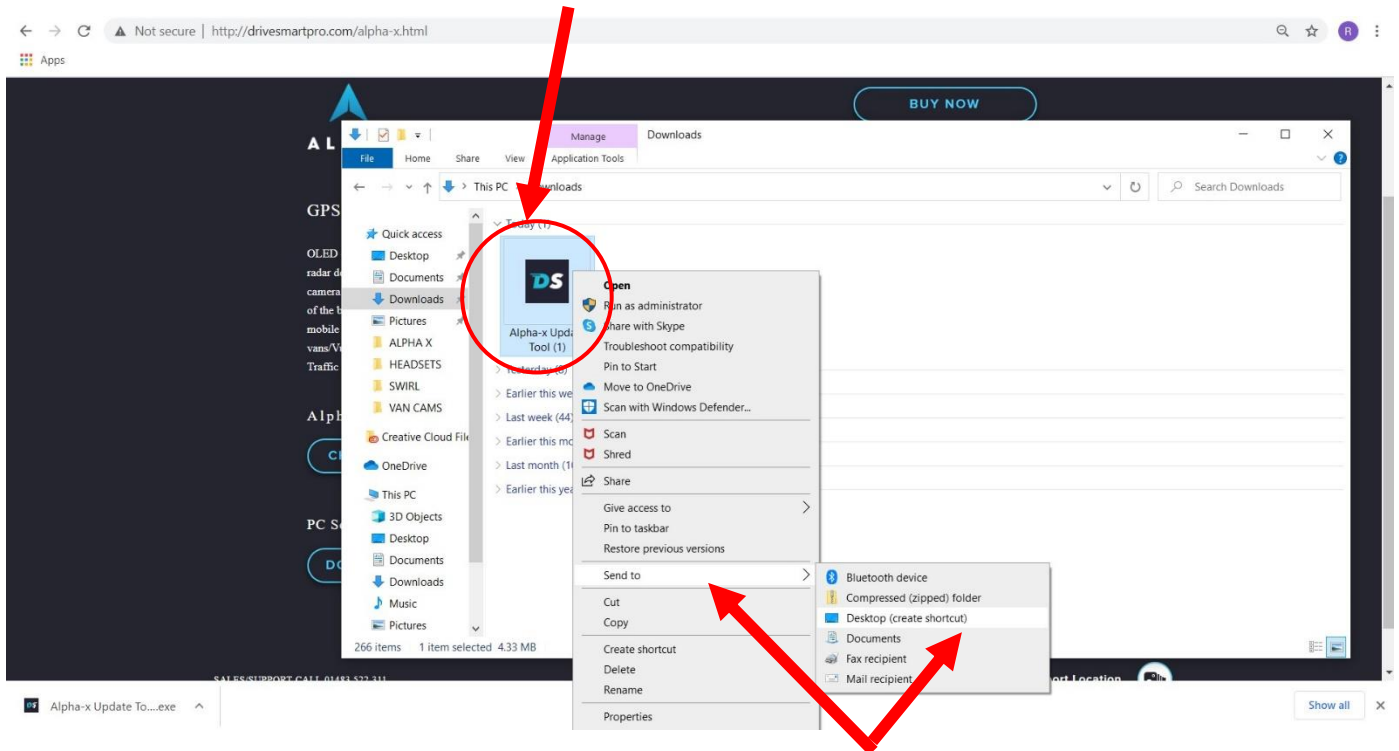 Not secure | http://drivesmartpro.com/alpha-x.html
R
Apps
BUY NOW
A L
Manage
Downloads
File
Home
Share
View
Application Tools
This PC
Search Downloads
GPS
Quick access
Today (1)
OLED
Desktop
radar
Documents
DS
Open
camera
Downloads
Run as administrator
of the
Pictures
Share with Skype
mobile
ALPHA X
Alpha-x
Tool (1)
Troubleshoot compatibility
vans/
HEADSETS
Pin to Start
Traffic
SWIRL
Yesterday
Move to OneDrive
VAN CAMS
Earlier this we
Scan with Windows Defender...
Alph
Last week (44)
Creative Cloud File
Earlier this mo
Scan
Shred
OneDrive
Last month
Share
This PC
Earlier this yea
3D Objects
Give access to
PC S
Desktop
Pin to taskbar
Documents
Restore previous versions
Downloads
Send to
Bluetooth device
Music
Cut
Compressed (zipped) folder
Pictures
Copy
Desktop (create shortcut)
266 items
1 item selected 4.33 MB
Create shortcut
Documents
Delete
Fax recipient
Rename
Mail recipient
Properties
SALES/SUPPORT CALL 01483 522 311
ort Location
Alpha-x Update To....exe
Show all